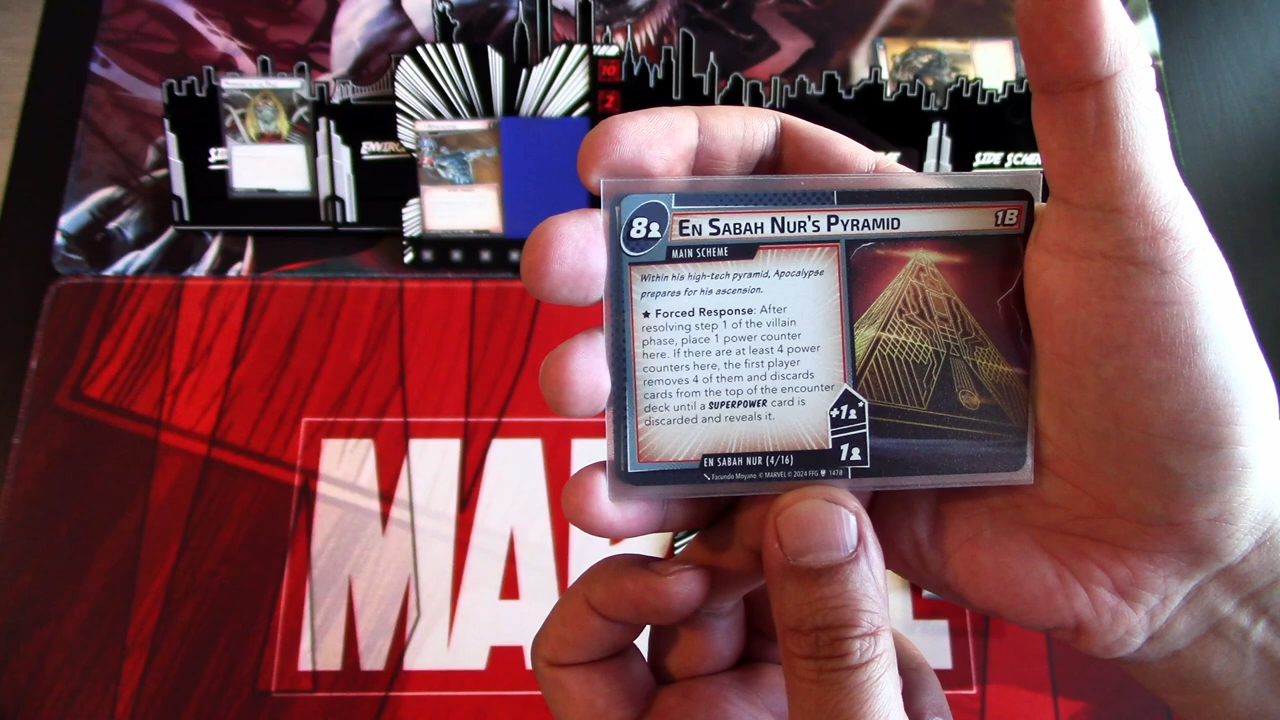 10
2
SIDE SCHEM
8
EN SABAH NUR'S PYRAMID
1B
MAIN SCHEME
Within his high-tech pyramid, Apocalypse
prepares for his ascension.
★ Forced Response: After
resolving step 1 of the villain
phase, place 1 power counter
here. If there are at least 4 power
counters here, the first player
removes 4 of them and discards
cards from the top of the encounter
deck until a SUPERPOWER card is
discarded and reveals it.
+1
1
EN SABAH NUR (4/16)
Facundo Moyano © MARVEL © 2024 FFG 147B
MA